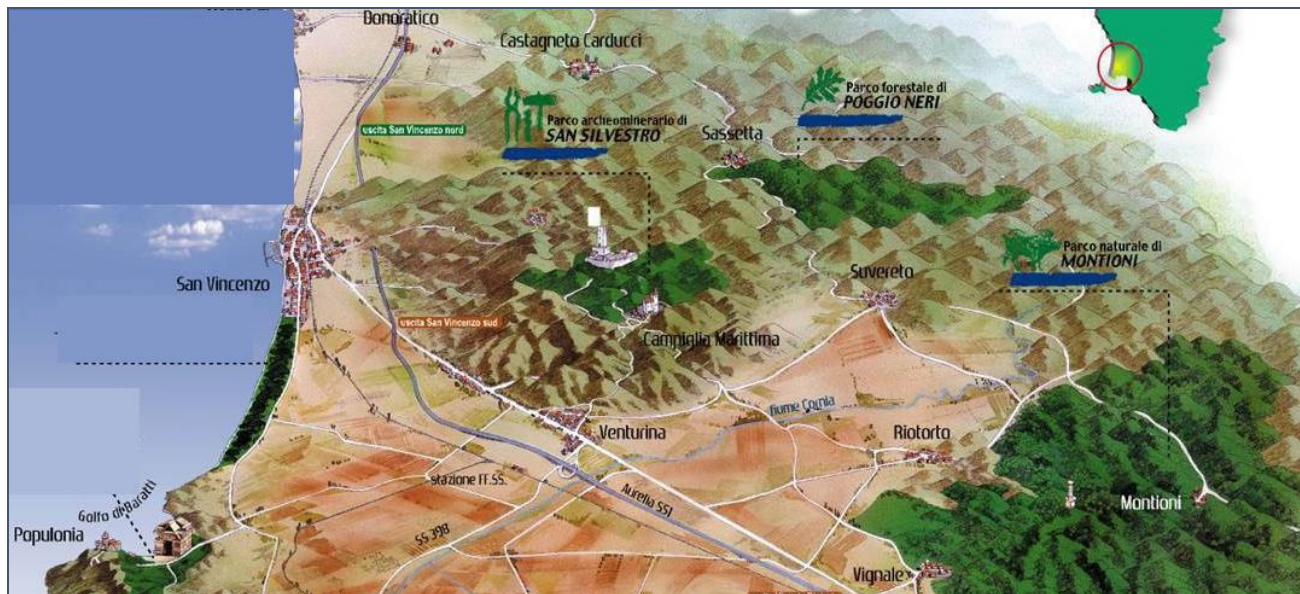 Donoratico
Castagneto Carducci
Parco forestale di
POGGIO NERI
uscita San Vincenzo nord
Parco archeominerario di
SAN SILVESTRO
Sassetta
Parco naturale di
MONTIONI
San Vincenzo
Suvereto
uscita San Vincenzo sud
Campiglia Marittima
fiume Cornia
Venturina
Riotorto
stazione FF.SS.
Golfo di Baratti
Aurelia SS1
Montioni
Populonia
SS 398
Vignale